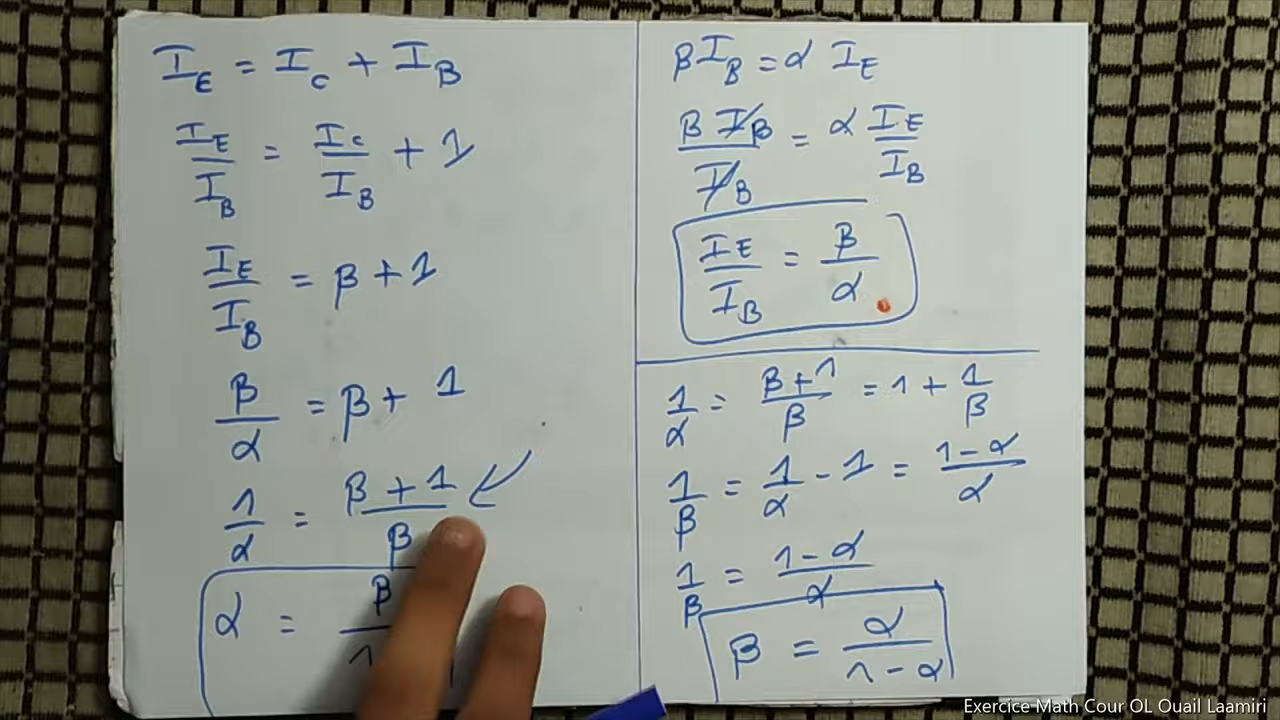 I_E = I_C + I_B
I_E/I_B = I_C/I_B + 1
I_E/I_B = β + 1
β/α = β + 1
1/α = (β + 1)/β
α = β/1
βI_B = α I_E
β I_B/I_B = α I_E/I_B
I_E/I_B = β/α
1/α = (β+1)/β = 1 + 1/β
1/β = 1/α - 1 = (1-α)/α
1/β = (1-α)/α
β = α/(1-α)
Exercice Math Cour OL Ouail Laamiri